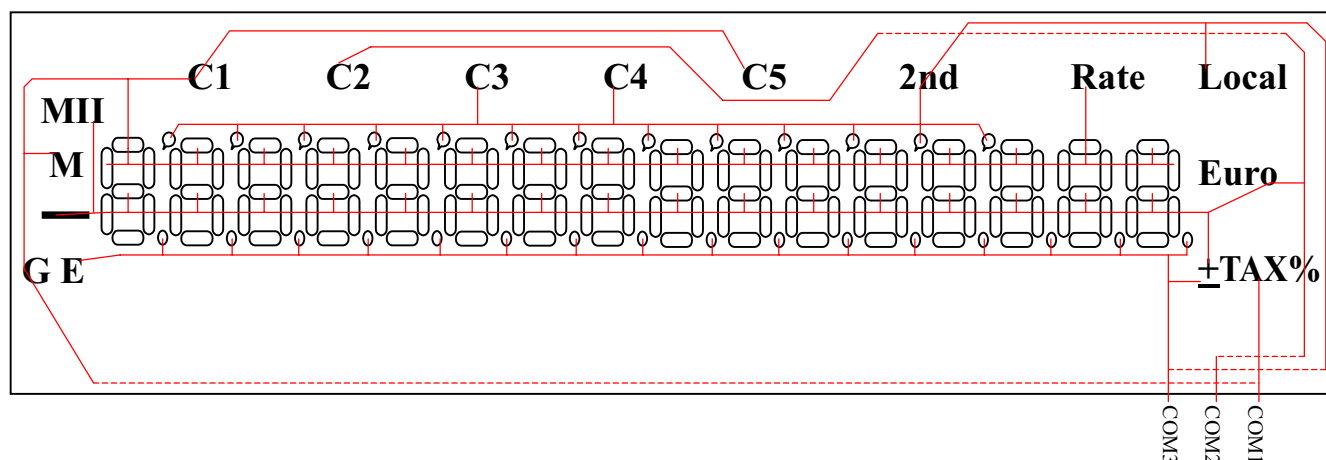 C1 C2 C3 C4 C5 2nd Rate Local
MII
M
Euro
G E
±TAX%
COM3
COM2
COM1